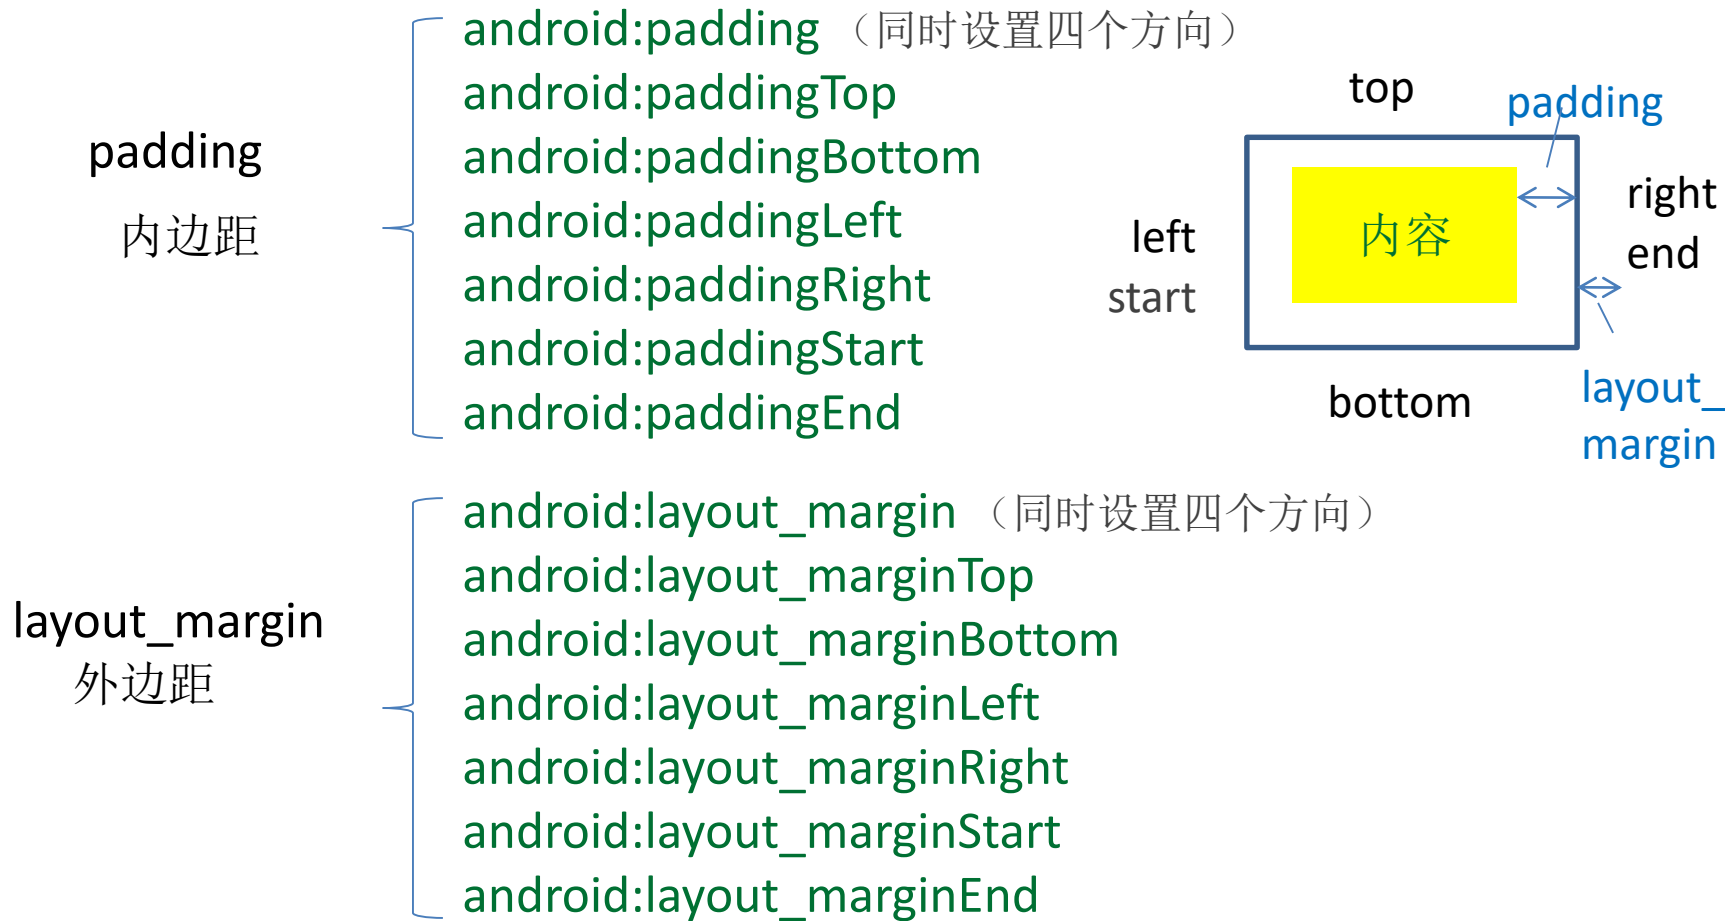 padding
内边距
android:padding （同时设置四个方向）
android:paddingTop
android:paddingBottom
android:paddingLeft
android:paddingRight
android:paddingStart
android:paddingEnd
top
padding
left
start
内容
right
end
bottom
layout_
margin
layout_margin
外边距
android:layout_margin （同时设置四个方向）
android:layout_marginTop
android:layout_marginBottom
android:layout_marginLeft
android:layout_marginRight
android:layout_marginStart
android:layout_marginEnd